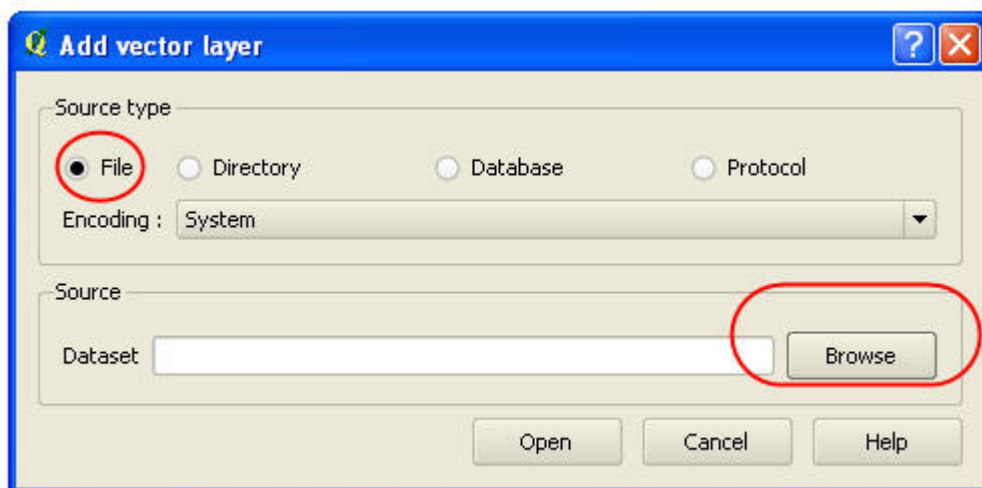 Add vector layer
Source type
File Directory Database Protocol
Encoding : System
Source
Dataset Browse
Open Cancel Help